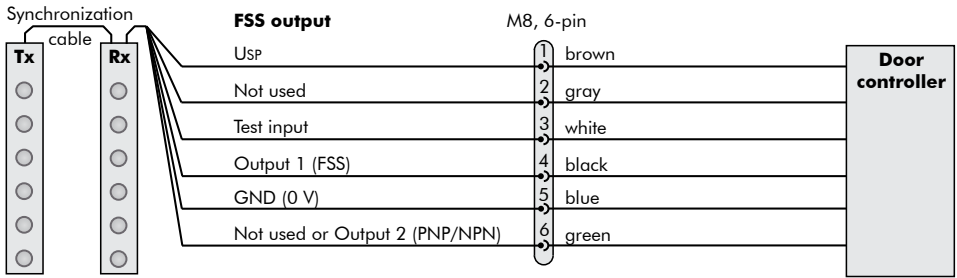 Synchronization
cable
Tx
Rx
FSS output
M8, 6-pin
USP
1
brown
Not used
2
gray
Test input
3
white
Output 1 (FSS)
4
black
GND (0 V)
5
blue
Not used or Output 2 (PNP/NPN)
6
green
Door
controller